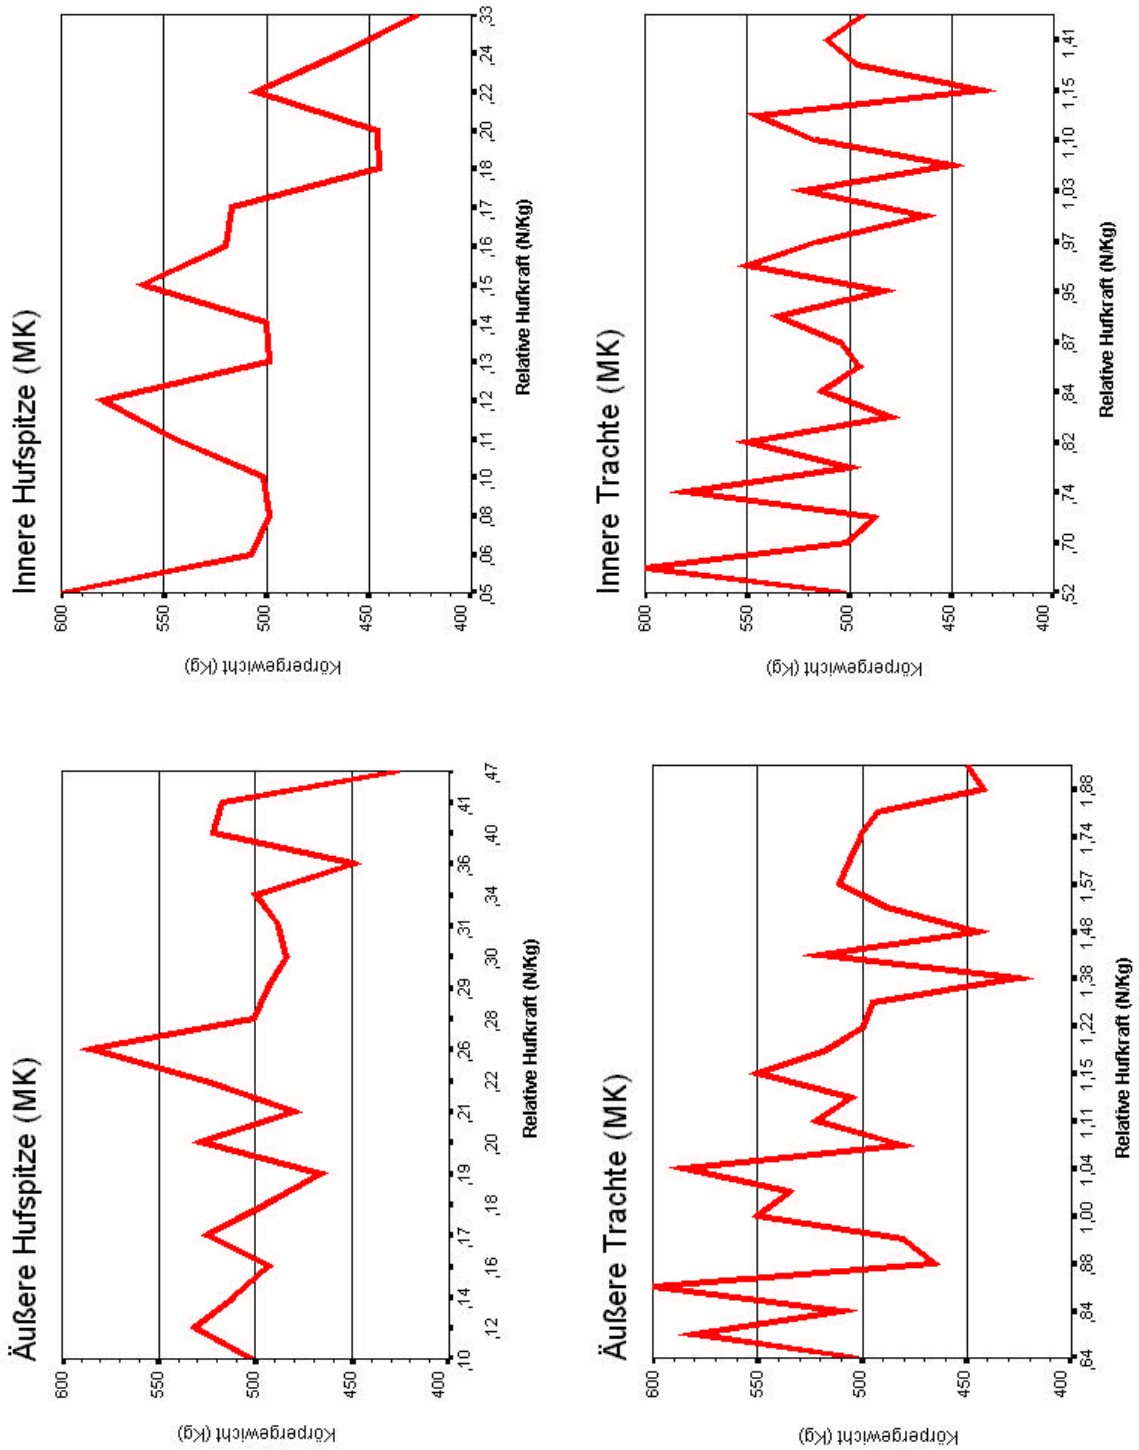 Äußere Hufspitze (MK)
Körpergewicht (Kg)
600
550
500
450
400
,10 ,12 ,14 ,16 ,17 ,18 ,19 ,20 ,21 ,22 ,26 ,28 ,29 ,30 ,31 ,34 ,36 ,40 ,41 ,47
Relative Hufkraft (N/Kg)
Innere Hufspitze (MK)
Körpergewicht (Kg)
600
550
500
450
400
,05 ,06 ,08 ,10 ,11 ,12 ,13 ,14 ,15 ,16 ,17 ,18 ,20 ,22 ,24 ,33
Relative Hufkraft (N/Kg)
Äußere Trachte (MK)
Körpergewicht (Kg)
600
550
500
450
400
,64 ,84 ,88 1,00 1,04 1,11 1,15 1,22 1,38 1,48 1,57 1,74 1,88
Relative Hufkraft (N/Kg)
Innere Trachte (MK)
Körpergewicht (Kg)
600
550
500
450
400
,52 ,70 ,74 ,82 ,84 ,87 ,95 ,97 1,03 1,10 1,15 1,41
Relative Hufkraft (N/Kg)